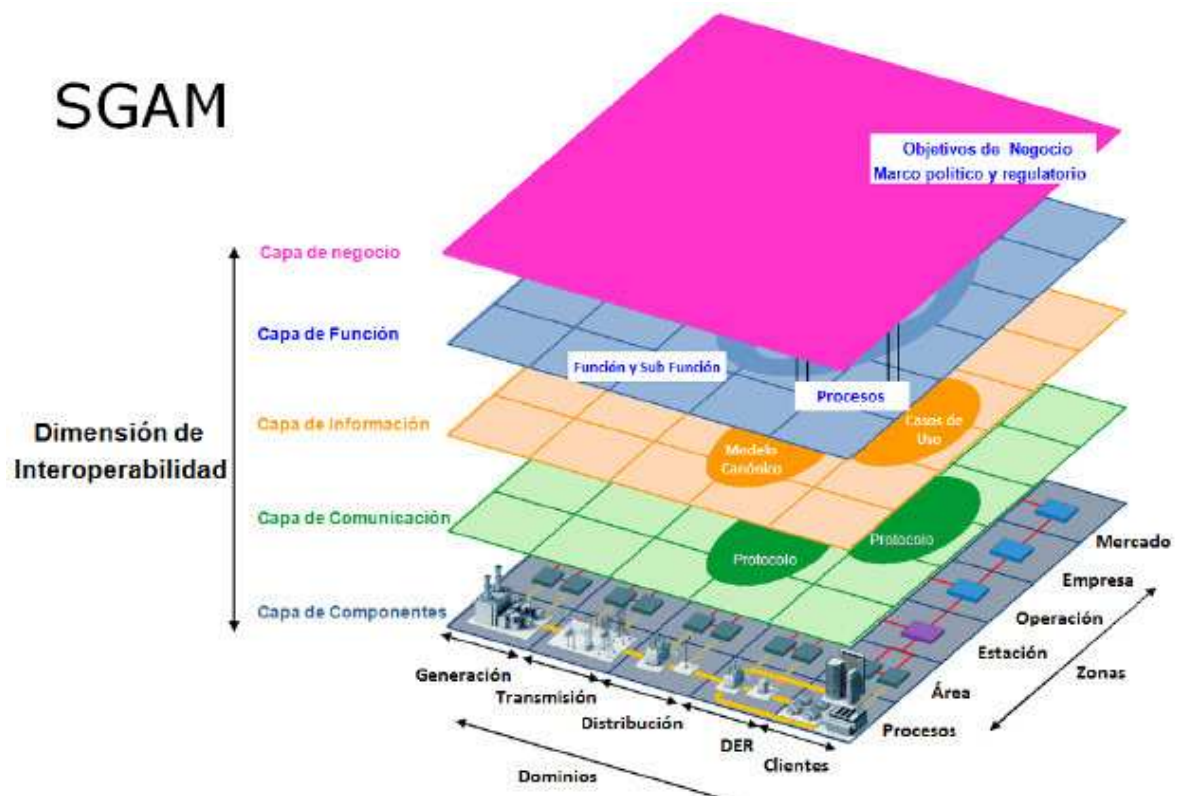 SGAM
Objetivos de Negocio
Marco político y regulatorio
Capa de negocio
Capa de Función
Función y Sub Función
Procesos
Capa de Información
Casos de
Uso
Modelo
Canónico
Dimensión de
Interoperabilidad
Capa de Comunicación
Protocolo
Protocolo
Capa de Componentes
Mercado
Empresa
Operación
Estación
Zonas
Área
Procesos
Generación
Transmisión
Distribución
DER
Clientes
Dominios